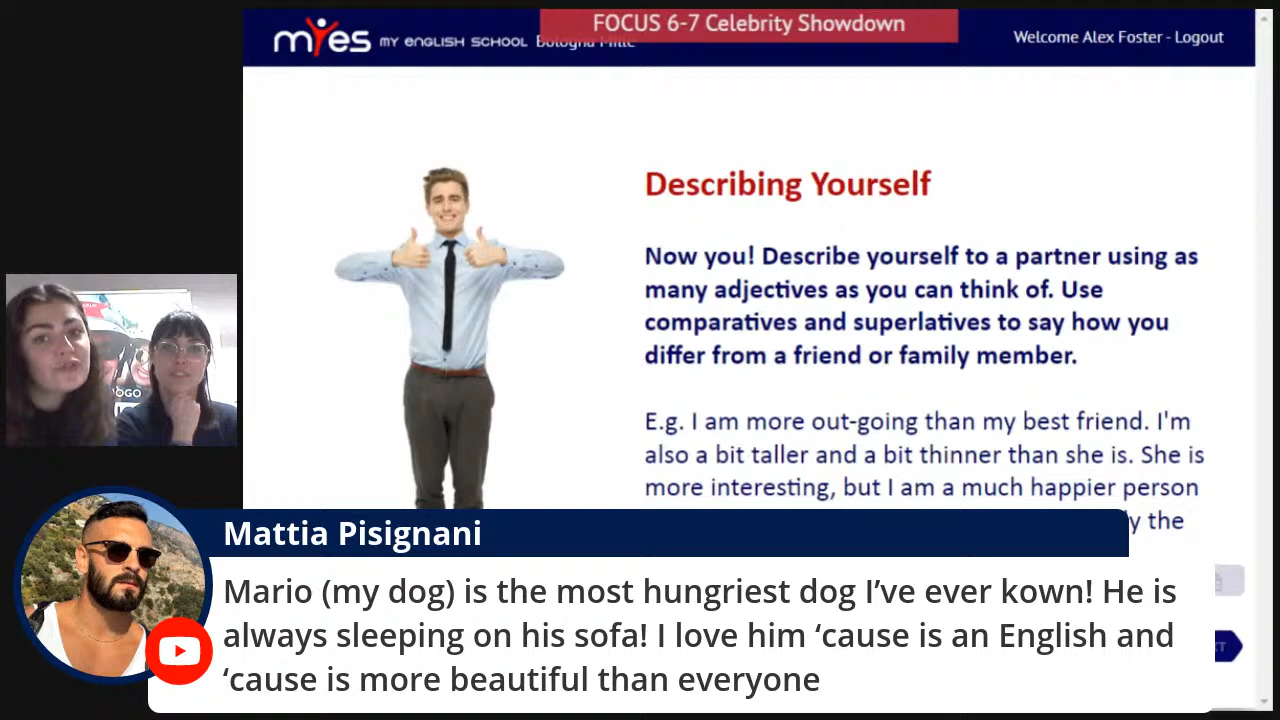 FOCUS 6-7 Celebrity Showdown
myes MY ENGLISH SCHOOL Bologna Mille
Welcome Alex Foster - Logout
Describing Yourself
Now you! Describe yourself to a partner using as
many adjectives as you can think of. Use
comparatives and superlatives to say how you
differ from a friend or family member.
E.g. I am more out-going than my best friend. I'm
also a bit taller and a bit thinner than she is. She is
more interesting, but I am a much happier person
the
Mattia Pisignani
Mario (my dog) is the most hungriest dog I’ve ever kown! He is
always sleeping on his sofa! I love him ‘cause is an English and
‘cause is more beautiful than everyone